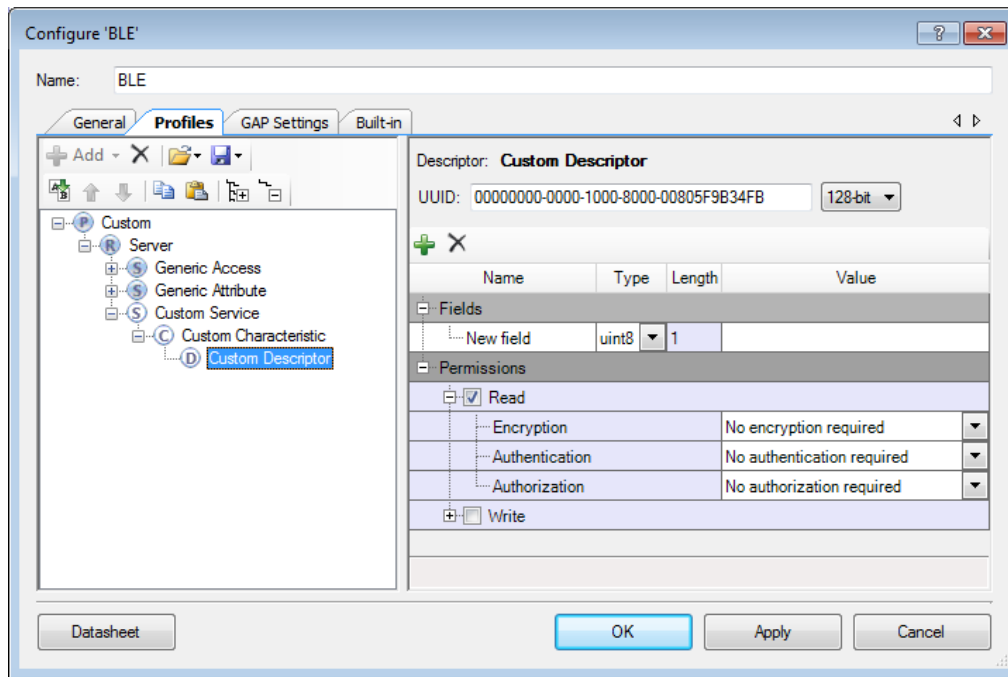 Configure 'BLE'
Name: BLE
General Profiles GAP Settings Built-in
Add
Descriptor: Custom Descriptor
UUID: 00000000-0000-1000-8000-00805F9B34FB 128-bit
P Custom
R Server
S Generic Access
S Generic Attribute
S Custom Service
C Custom Characteristic
D Custom Descriptor
Name Type Length Value
Fields
New field uint8 1
Permissions
Read
Encryption No encryption required
Authentication No authentication required
Authorization No authorization required
Write
Datasheet OK Apply Cancel